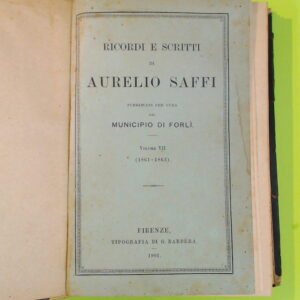 RICORDI E SCRITTI
DI
AURELIO SAFFI
PUBBLICATI PER CURA
DEL
MUNICIPIO DI FORLÌ.
VOLUME VII
(1861-1863)
FIRENZE,
TIPOGRAFIA DI G. BARBÈRA.